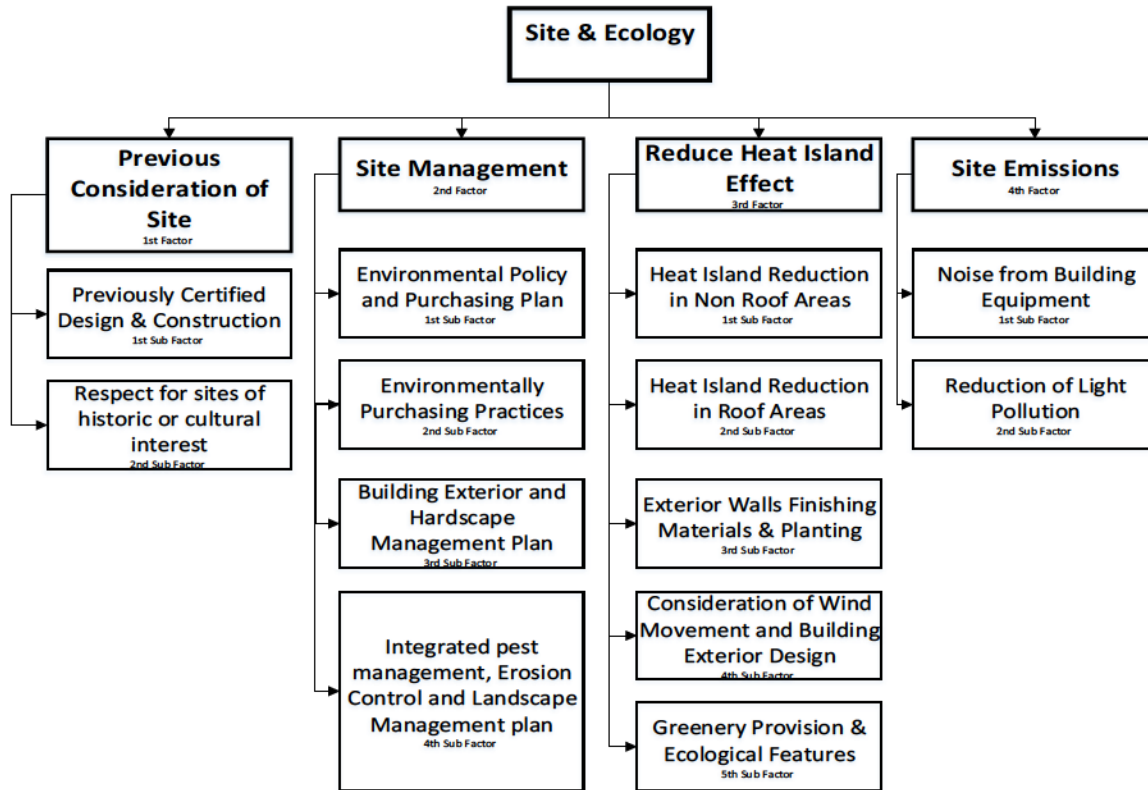 Site & Ecology
Previous
Consideration of
Site
1st Factor
Previously Certified
Design & Construction
1st Sub Factor
Respect for sites of
historic or cultural
interest
2nd Sub Factor
Site Management
2nd Factor
Environmental Policy
and Purchasing Plan
1st Sub Factor
Environmentally
Purchasing Practices
2nd Sub Factor
Building Exterior and
Hardscape
Management Plan
3rd Sub Factor
Integrated pest
management, Erosion
Control and Landscape
Management plan
4th Sub Factor
Reduce Heat Island
Effect
3rd Factor
Heat Island Reduction
in Non Roof Areas
1st Sub Factor
Heat Island Reduction
in Roof Areas
2nd Sub Factor
Exterior Walls Finishing
Materials & Planting
3rd Sub Factor
Consideration of Wind
Movement and Building
Exterior Design
4th Sub Factor
Greenery Provision &
Ecological Features
5th Sub Factor
Site Emissions
4th Factor
Noise from Building
Equipment
1st Sub Factor
Reduction of Light
Pollution
2nd Sub Factor